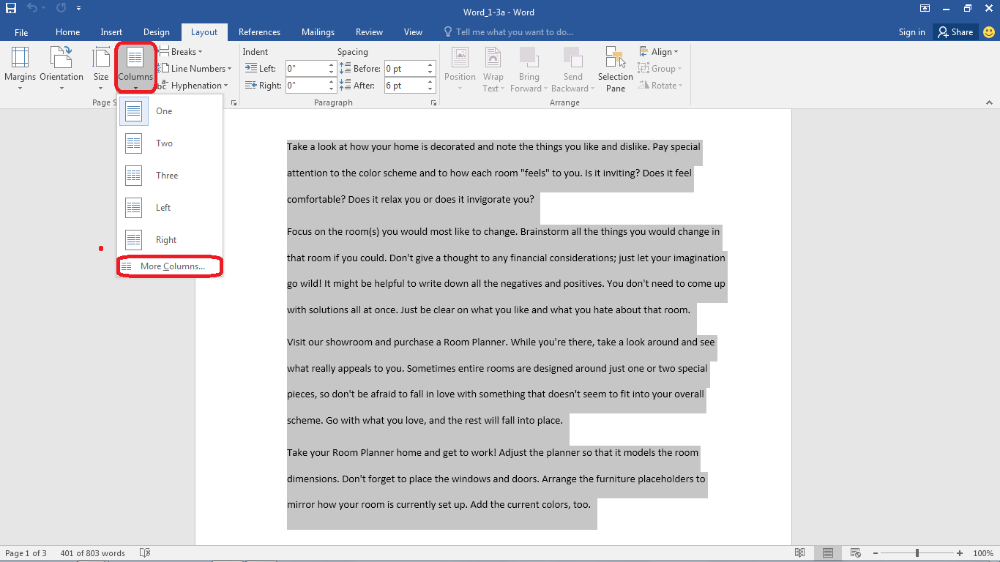 Word_1-3a - Word
File Home Insert Design Layout References Mailings Review View Tell me what you want to do... Sign in Share
Margins Orientation Size Columns Breaks Indent Spacing Position Wrap Text Bring Forward Send Backward Selection Pane Align
Line Numbers Left: 0" Before: 0 pt Group
Hyphenation Right: 0" After: 6 pt Rotate
Page S Paragraph Arrange
One
Two
Three
Left
Right
More Columns...
Take a look at how your home is decorated and note the things you like and dislike. Pay special
attention to the color scheme and to how each room "feels" to you. Is it inviting? Does it feel
comfortable? Does it relax you or does it invigorate you?
Focus on the room(s) you would most like to change. Brainstorm all the things you would change in
that room if you could. Don't give a thought to any financial considerations; just let your imagination
go wild! It might be helpful to write down all the negatives and positives. You don't need to come up
with solutions all at once. Just be clear on what you like and what you hate about that room.
Visit our showroom and purchase a Room Planner. While you're there, take a look around and see
what really appeals to you. Sometimes entire rooms are designed around just one or two special
pieces, so don't be afraid to fall in love with something that doesn't seem to fit into your overall
scheme. Go with what you love, and the rest will fall into place.
Take your Room Planner home and get to work! Adjust the planner so that it models the room
dimensions. Don't forget to place the windows and doors. Arrange the furniture placeholders to
mirror how your room is currently set up. Add the current colors, too.
Page 1 of 3 401 of 803 words 100%